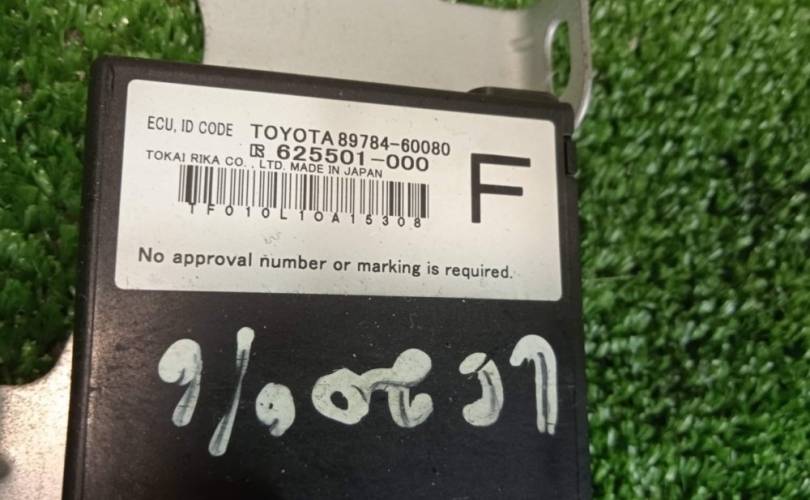 ECU, ID CODE TOYOTA 89784-60080
R 625501-000
TOKAI RIKA CO., LTD. MADE IN JAPAN
F
TF010L10A15308
No approval number or marking is required.